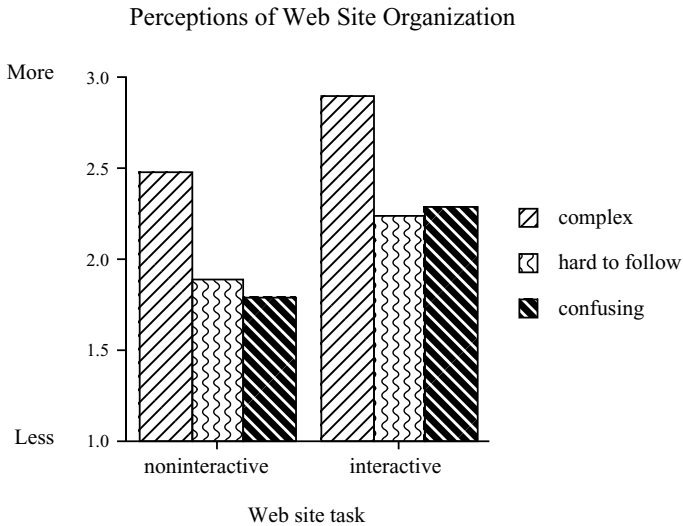 Perceptions of Web Site Organization
More
3.0
2.5
2.0
1.5
Less
1.0
noninteractive
interactive
Web site task
complex
hard to follow
confusing